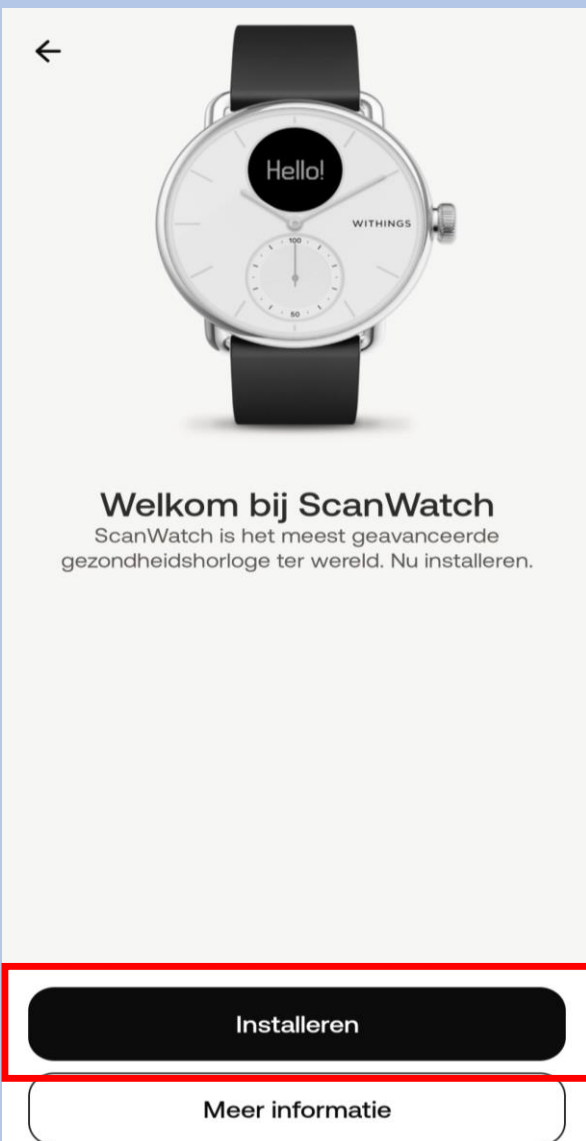 Hello!
WITHINGS
100
50
Welkom bij ScanWatch
ScanWatch is het meest geavanceerde
gezondheidshorloge ter wereld. Nu installeren.
Installeren
Meer informatie